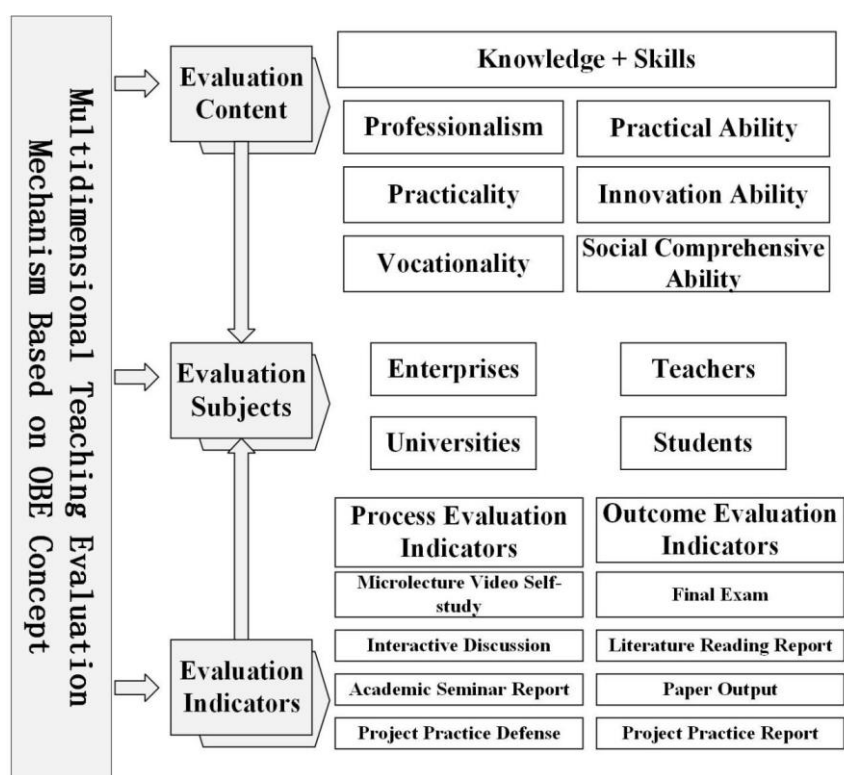 Multidimensional Teaching Evaluation
Mechanism Based on OBE Concept
Evaluation
Content
Knowledge + Skills
Professionalism
Practical Ability
Practicality
Innovation Ability
Vocationality
Social Comprehensive
Ability
Evaluation
Subjects
Enterprises
Teachers
Universities
Students
Evaluation
Indicators
Process Evaluation
Indicators
Outcome Evaluation
Indicators
Microlecture Video Self-
study
Final Exam
Interactive Discussion
Literature Reading Report
Academic Seminar Report
Paper Output
Project Practice Defense
Project Practice Report